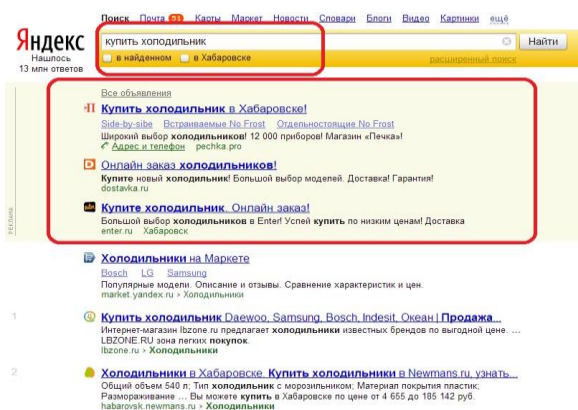 Поиск Почта 51 Карты Маркет Новости Словари Блоги Видео Картинки ещё
Яндекс
купить холодильник
Найти
в найденном в Хабаровске
расширенный поиск
Нашлось
13 млн ответов
Все объявления
Купить холодильник в Хабаровске!
Side-by-sibe Встраиваемые No Frost Отдельностоящие No Frost
Широкий выбор холодильников! 12 000 приборов! Магазин «Печка»!
Адрес и телефон pechka.pro
Онлайн заказ холодильников!
Купите новый холодильник! Большой выбор моделей. Доставка! Гарантия!
dostavka.ru
Купите холодильник. Онлайн заказ!
Большой выбор холодильников в Enter! Успей купить по низким ценам! Доставка
enter.ru Хабаровск
РЕКЛАМА
Холодильники на Маркете
Bosch LG Samsung
Популярные модели. Описание и отзывы. Сравнение характеристик и цен.
market.yandex.ru › Холодильники
1
Купить холодильник Daewoo, Samsung, Bosch, Indesit, Океан | Продажа...
Интернет-магазин lbzone.ru предлагает холодильники известных брендов по выгодной цене. ...
LBZONE.RU зона легких покупок.
lbzone.ru › Холодильники
2
Холодильники в Хабаровске. Купить холодильники в Newmans.ru, узнать...
Общий объем 540 л; Тип холодильник с морозильником; Материал покрытия пластик;
Размораживание ... Вы можете купить в Хабаровске по цене от 4 655 до 185 142 руб.
habarovsk.newmans.ru › Холодильники